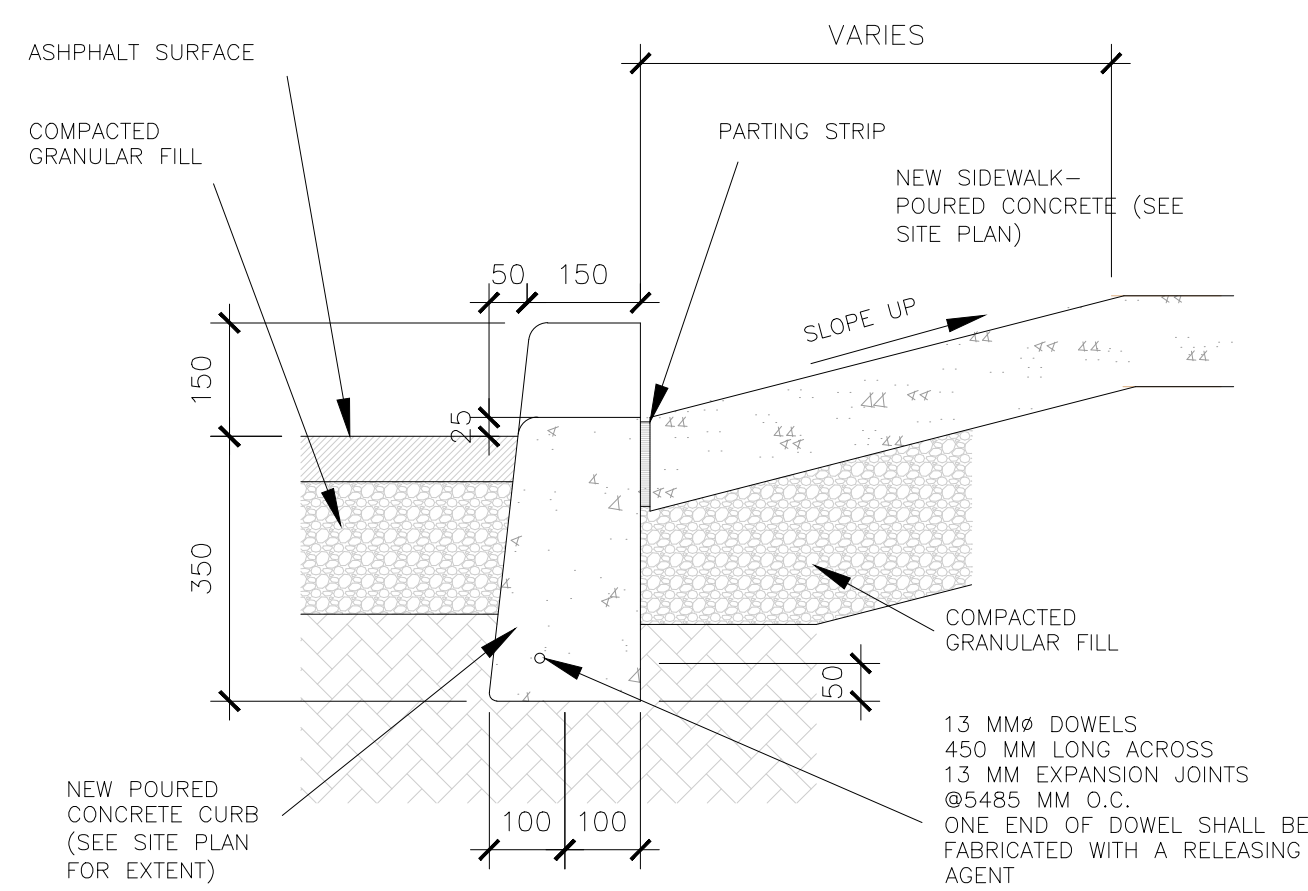 VARIES
ASHPHALT SURFACE
COMPACTED
GRANULAR FILL
PARTING STRIP
NEW SIDEWALK-
POURED CONCRETE (SEE
SITE PLAN)
50
150
SLOPE UP
150
25
350
COMPACTED
GRANULAR FILL
50
13 MMø DOWELS
450 MM LONG ACROSS
13 MM EXPANSION JOINTS
@5485 MM O.C.
ONE END OF DOWEL SHALL BE
FABRICATED WITH A RELEASING
AGENT
NEW POURED
CONCRETE CURB
(SEE SITE PLAN
FOR EXTENT)
100
100